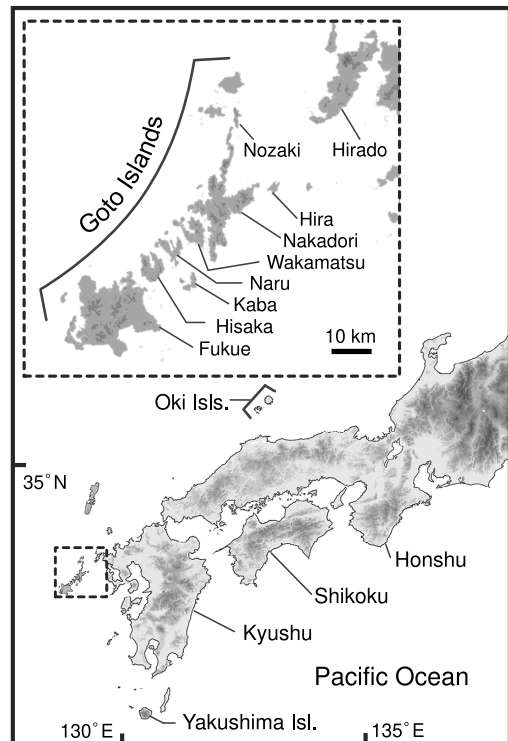 Goto Islands
Nozaki
Hirado
Hira
Nakadori
Wakamatsu
Naru
Kaba
Hisaka
Fukue
10 km
Oki Isls.
35°N
Honshu
Shikoku
Kyushu
Pacific Ocean
Yakushima Isl.
130°E
135°E